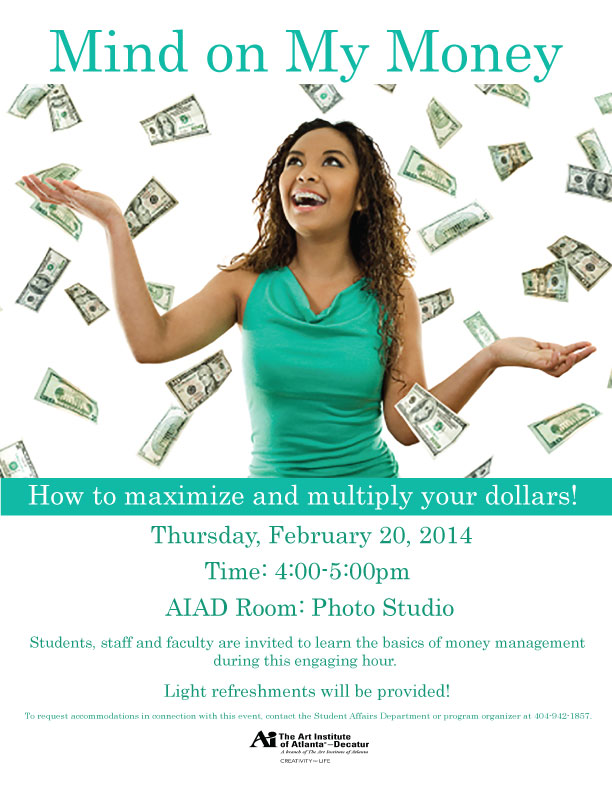 Mind on My Money
How to maximize and multiply your dollars!
Thursday, February 20, 2014
Time: 4:00-5:00pm
AIAD Room: Photo Studio
Students, staff and faculty are invited to learn the basics of money management
during this engaging hour.
Light refreshments will be provided!
To request accommodations in connection with this event, contact the Student Affairs Department or program organizer at 404-942-1857.
Ai The Art Institute
of Atlanta®—Decatur
A branch of The Art Institute of Atlanta
CREATIVITY for LIFE